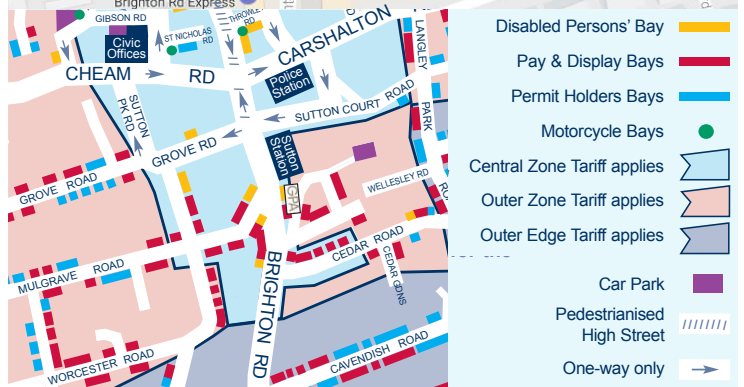 Brighton Rd Express
GIBSON RD
Civic
Offices
ST NICHOLAS
RD
THROWLEY
RD
CARSHALTON
CHEAM RD
Police
Station
LANGLEY
PARK
SUTTON
PK RD
SUTTON COURT ROAD
GROVE RD
Sutton
Station
GPA
GROVE ROAD
WELLESLEY RD
MULGRAVE ROAD
CEDAR ROAD
CEDAR GDNS
BRIGHTON RD
WORCESTER ROAD
CAVENDISH ROAD
Disabled Persons' Bay
Pay & Display Bays
Permit Holders Bays
Motorcycle Bays
Central Zone Tariff applies
Outer Zone Tariff applies
Outer Edge Tariff applies
Car Park
Pedestrianised
High Street
One-way only